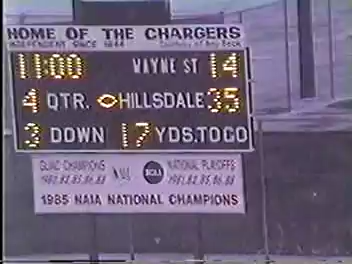 HOME OF THE CHARGERS
INDEPENDENT SINCE 1844
11:00 WAYNE ST 14
4 QTR. HILLSDALE 35
3 DOWN 17 YDS.TO GO
GLIAC CHAMPIONS NATIONAL PLAYOFFS
1985 NAIA NATIONAL CHAMPIONS